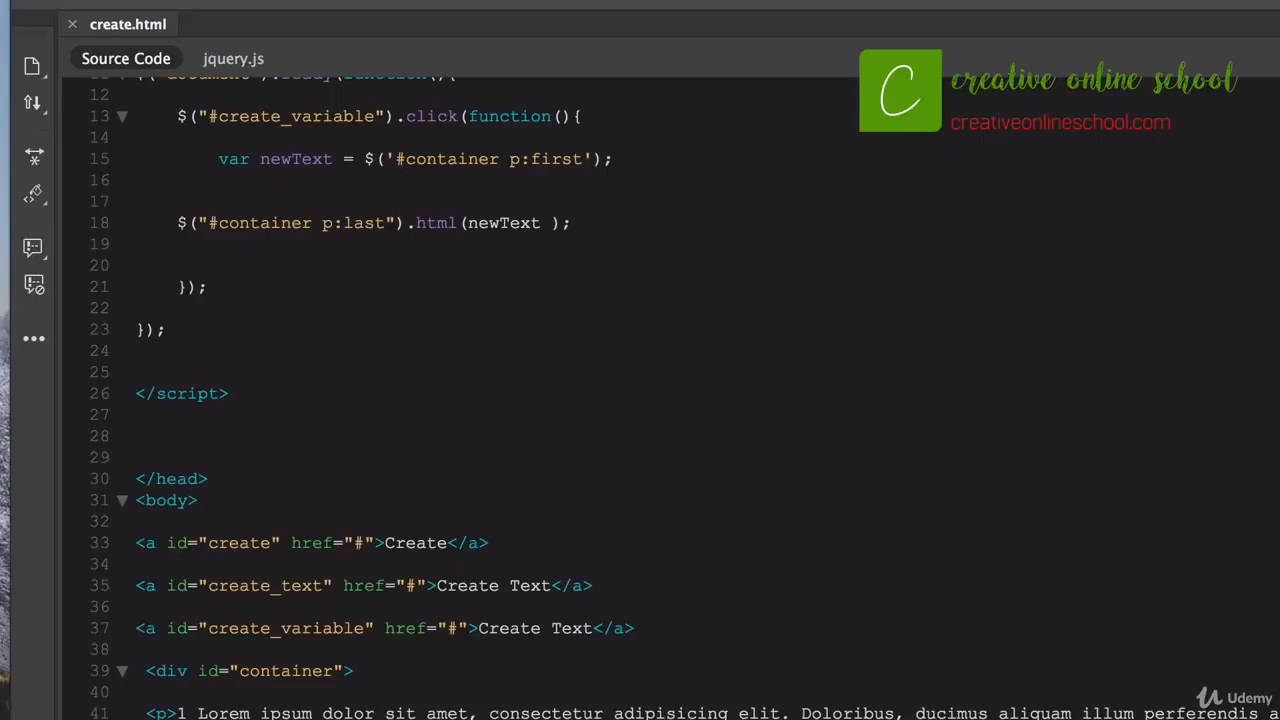 create.html
Source Code jquery.js
creative online school
creativeonlineschool.com
C
12
13 $("#create_variable").click(function(){
14
15 var newText = $('#container p:first');
16
17
18 $("#container p:last").html(newText );
19
20
21 });
22
23 });
24
25
26 </script>
27
28
29
30 </head>
31 <body>
32
33 <a id="create" href="#">Create</a>
34
35 <a id="create_text" href="#">Create Text</a>
36
37 <a id="create_variable" href="#">Create Text</a>
38
39 <div id="container">
40
41 <p>1 Lorem ipsum dolor sit amet, consectetur adipisicing elit. Doloribus, ducimus aliquam illum perferendis
Udemy